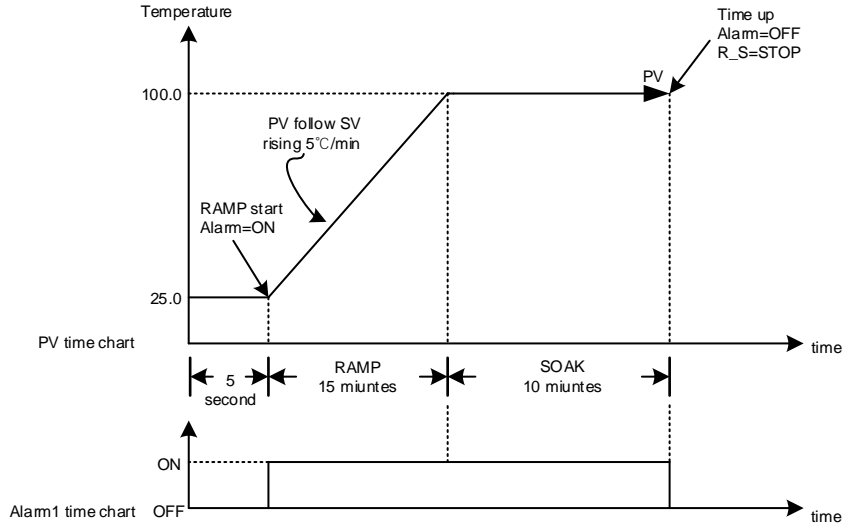 Temperature
Time up
Alarm=OFF
R_S=STOP
100.0
PV
PV follow SV
rising 5℃/min
RAMP start
Alarm=ON
25.0
PV time chart
time
5
second
RAMP
15 miuntes
SOAK
10 miuntes
ON
Alarm1 time chart
OFF
time